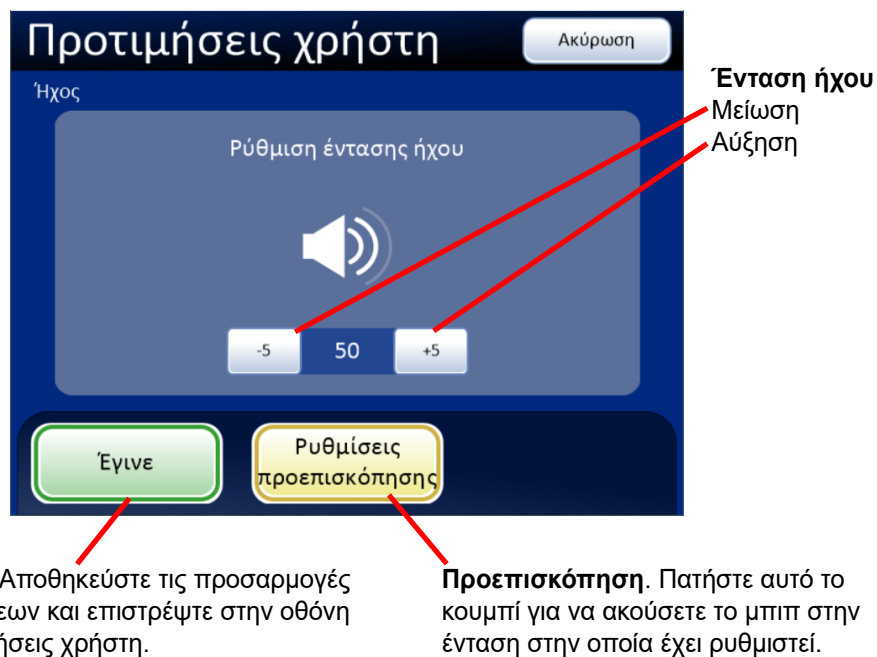 Προτιμήσεις χρήστη
Ακύρωση
Ήχος
Ρύθμιση έντασης ήχου
-5 50 +5
Έγινε
Ρυθμίσεις
προεπισκόπησης
Ένταση ήχου
Μείωση
Αύξηση
Αποθηκεύστε τις προσαρμογές
εων και επιστρέψτε στην οθόνη
ήσεις χρήστη.
Προεπισκόπηση. Πατήστε αυτό το
κουμπί για να ακούσετε το μπιπ στην
ένταση στην οποία έχει ρυθμιστεί.